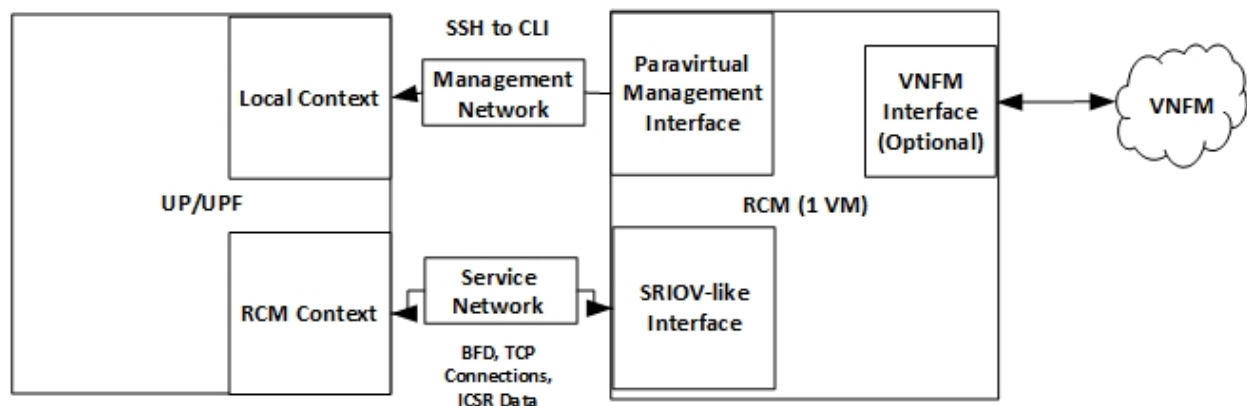 SSH to CLI
Local Context
Management
Network
Paravirtual
Management
Interface
VNFM
Interface
(Optional)
VNFM
UP/UPF
RCM (1 VM)
RCM Context
Service
Network
SRIOV-like
Interface
BFD, TCP
Connections,
ICSR Data